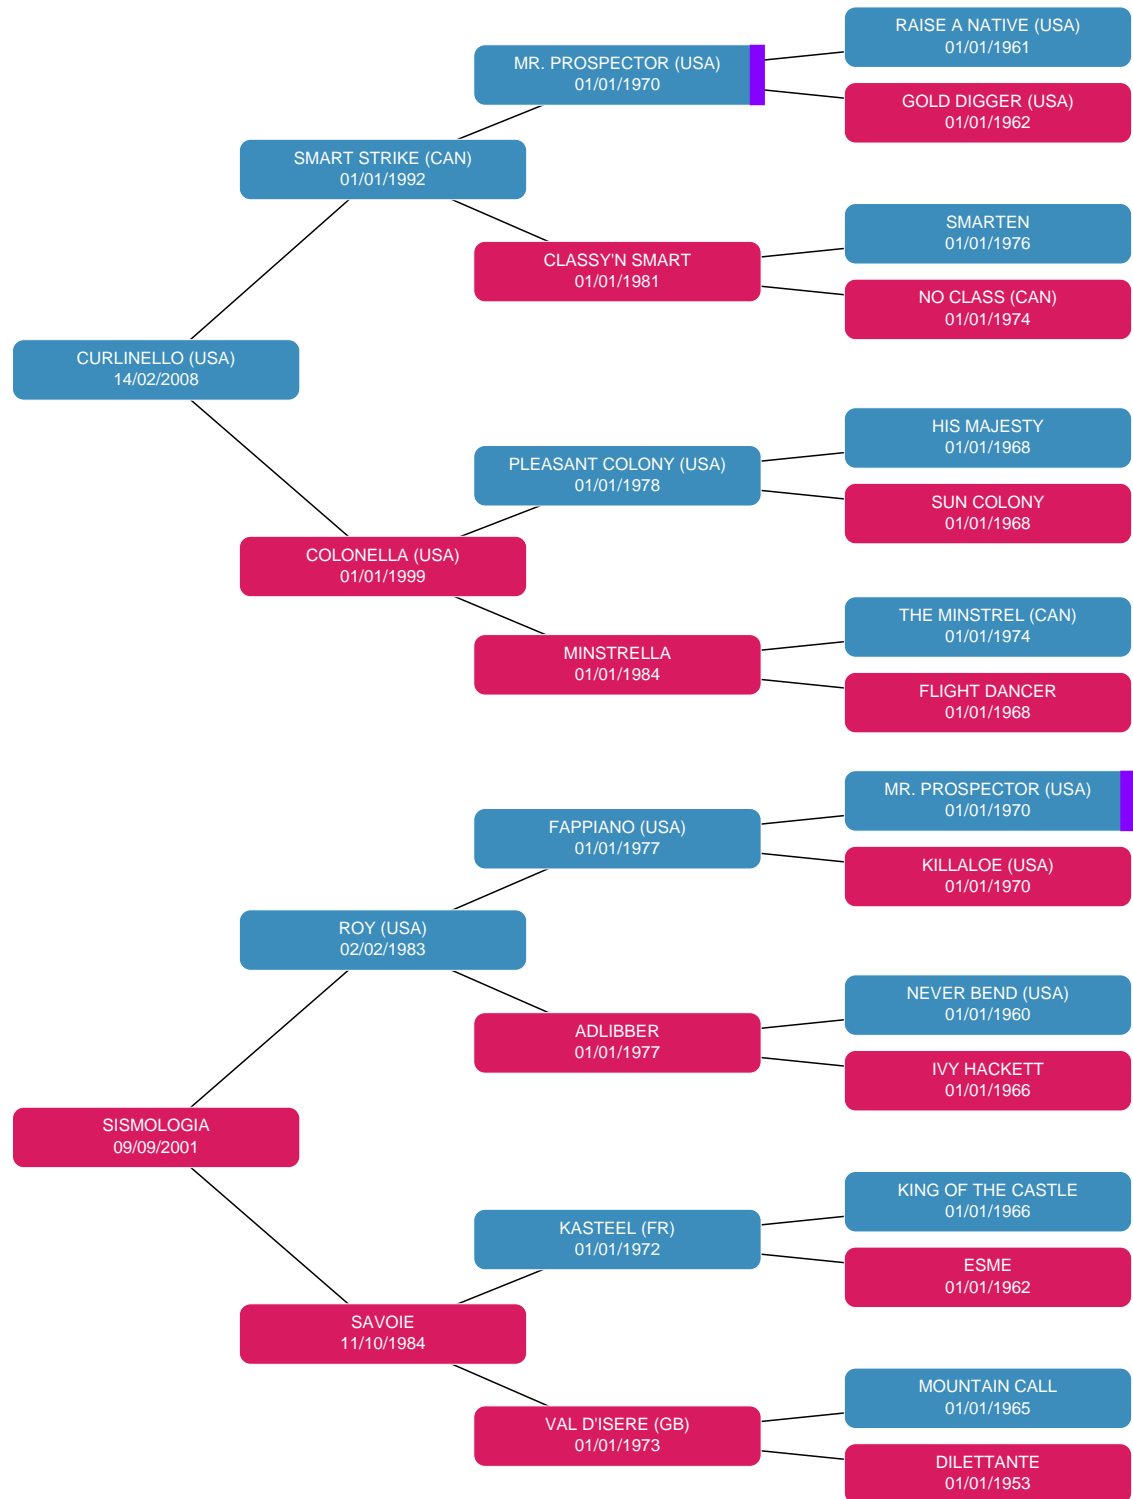 RAISE A NATIVE (USA)
01/01/1961
MR. PROSPECTOR (USA)
01/01/1970
GOLD DIGGER (USA)
01/01/1962
SMART STRIKE (CAN)
01/01/1992
SMARTEN
01/01/1976
CLASSY'N SMART
01/01/1981
NO CLASS (CAN)
01/01/1974
CURLINELLO (USA)
14/02/2008
HIS MAJESTY
01/01/1968
PLEASANT COLONY (USA)
01/01/1978
SUN COLONY
01/01/1968
COLONELLA (USA)
01/01/1999
THE MINSTREL (CAN)
01/01/1974
MINSTRELLA
01/01/1984
FLIGHT DANCER
01/01/1968
MR. PROSPECTOR (USA)
01/01/1970
FAPPIANO (USA)
01/01/1977
KILLALOE (USA)
01/01/1970
ROY (USA)
02/02/1983
NEVER BEND (USA)
01/01/1960
ADLIBBER
01/01/1977
IVY HACKETT
01/01/1966
SISMOLOGIA
09/09/2001
KING OF THE CASTLE
01/01/1966
KASTEEL (FR)
01/01/1972
ESME
01/01/1962
SAVOIE
11/10/1984
MOUNTAIN CALL
01/01/1965
VAL D'ISERE (GB)
01/01/1973
DILETTANTE
01/01/1953